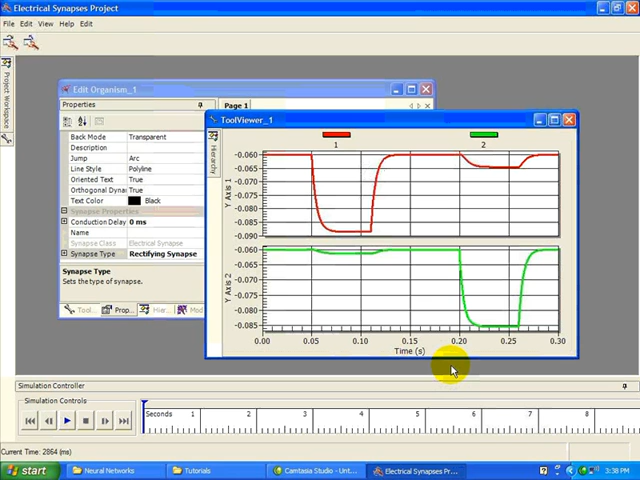 Electrical Synapses Project
File Edit View Help Edit
Project Workspace
Edit Organism_1
Properties
Page 1
Back Mode Transparent
Description
Jump Arc
Line Style Polyline
Oriented Text True
Orthogonal Dyna True
Text Color Black
Synapse Properties
Conduction Delay 0 ms
Name
Synapse Class Electrical Synapse
Synapse Type Rectifying Synapse
Synapse Type
Sets the type of synapse.
Tool... Prop... Hier... Mod
ToolViewer_1
Hierarchy
1 2
Y Axis 1
-0.060
-0.065
-0.070
-0.075
-0.080
-0.085
-0.090
Y Axis 2
-0.060
-0.065
-0.070
-0.075
-0.080
-0.085
0.00 0.05 0.10 0.15 0.20 0.25 0.30
Time (s)
Simulation Controller
Simulation Controls
Seconds 1 2 3 4 5 6 7 8
Current Time: 2864 (ms)
start Neural Networks Tutorials Camtasia Studio - Unt... Electrical Synapses Pr... 3:38 PM